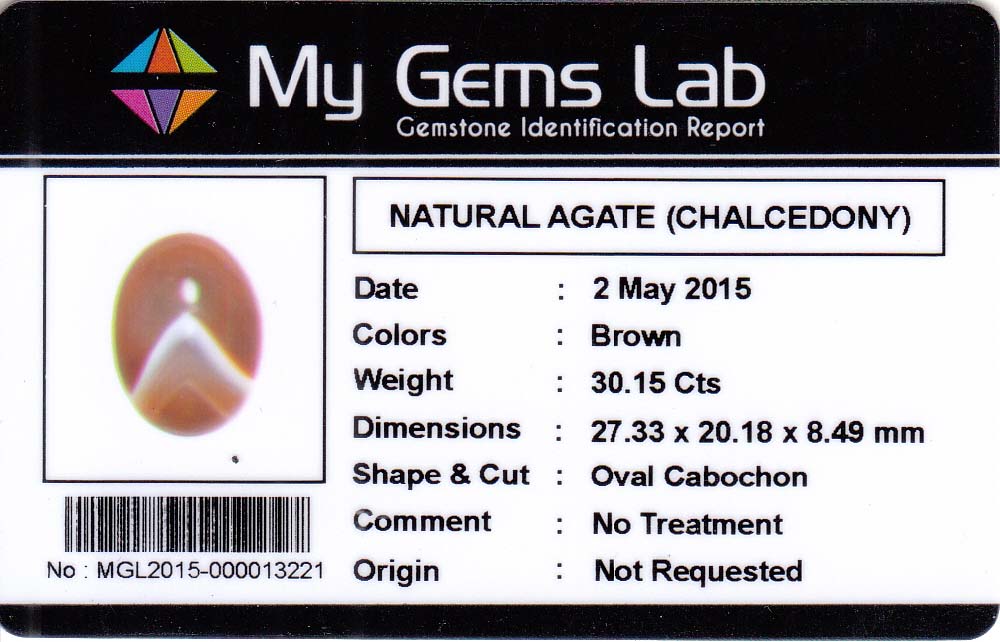 My Gems Lab
Gemstone Identification Report
NATURAL AGATE (CHALCEDONY)
Date : 2 May 2015
Colors : Brown
Weight : 30.15 Cts
Dimensions : 27.33 x 20.18 x 8.49 mm
Shape & Cut : Oval Cabochon
Comment : No Treatment
Origin : Not Requested
No : MGL2015-000013221